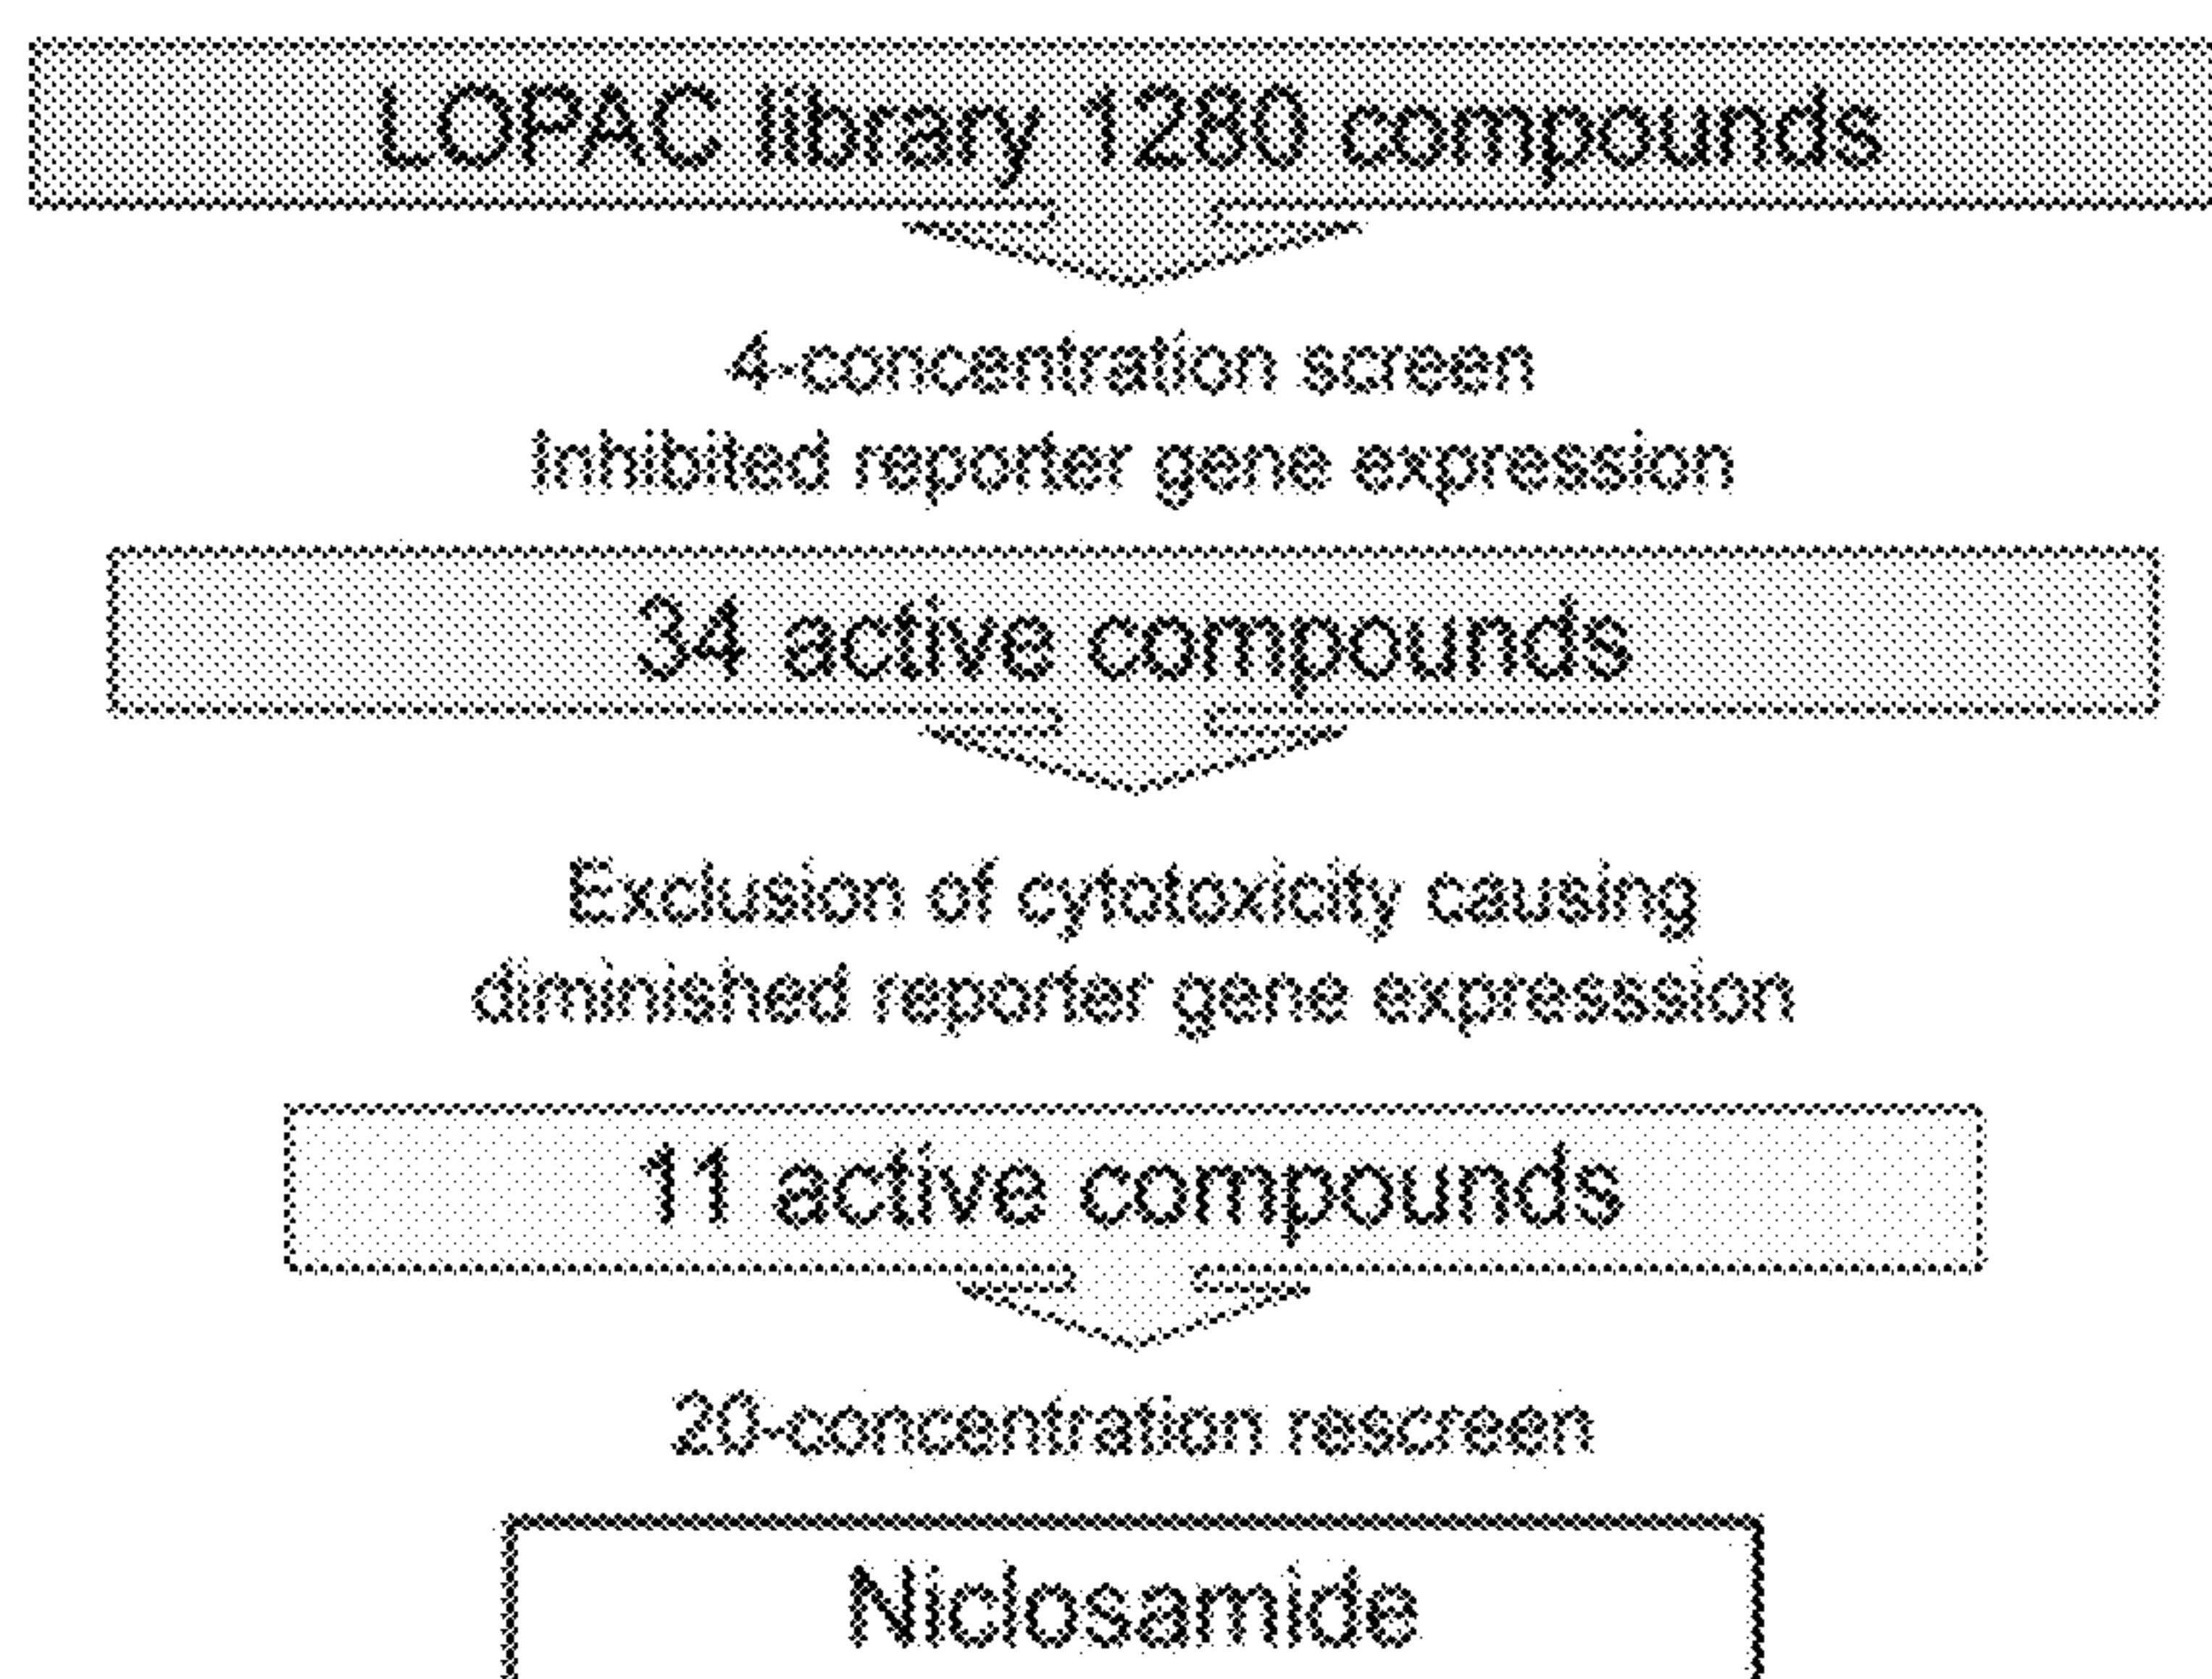 LOPAC library 1280 compounds
4-concentration screen
Inhibited reporter gene expression
34 active compounds
Exclusion of cytotoxicity causing
diminished reporter gene expresssion
11 active compounds
20-concentration rescreen
Niclosamide